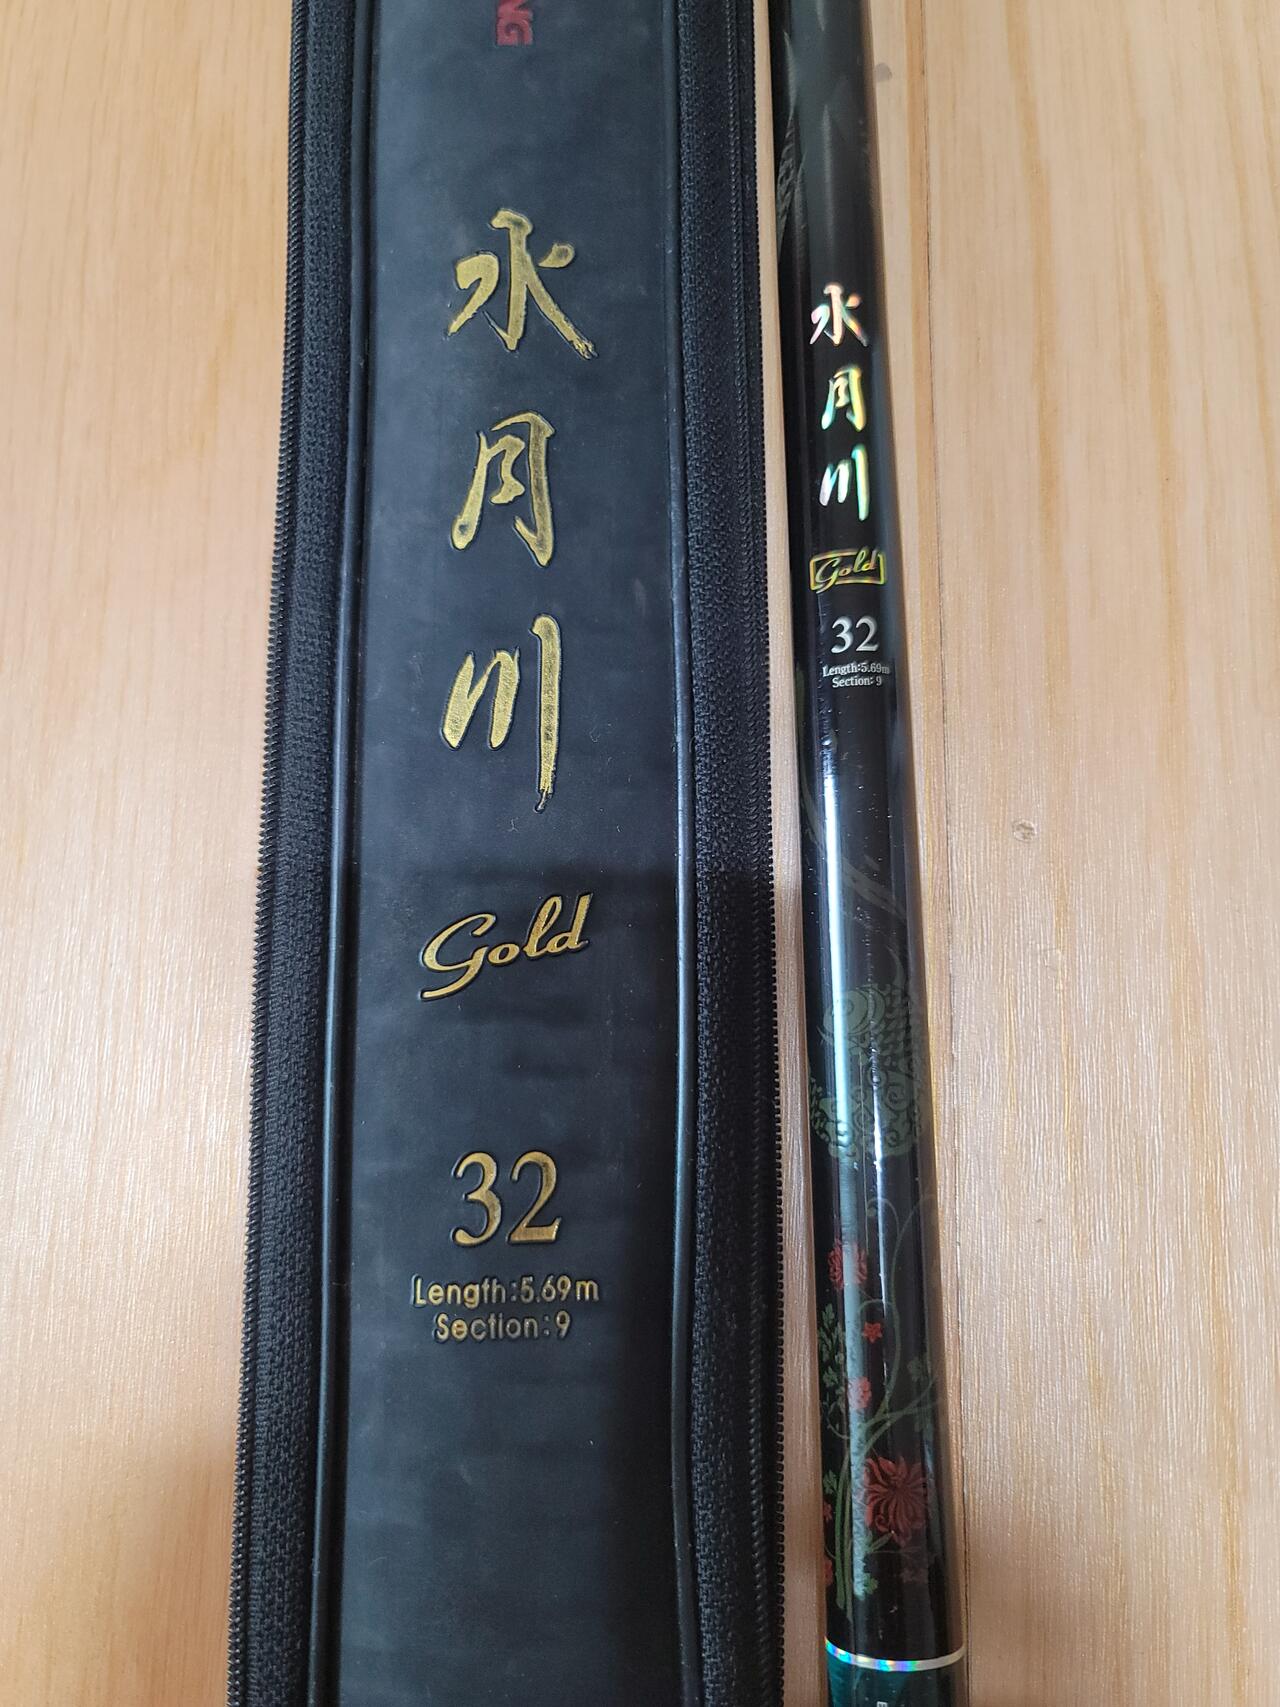 NG
水月川
Gold
32
Length:5.69m
Section:9
水月川
Gold
32
Length:5.69m
Section:9